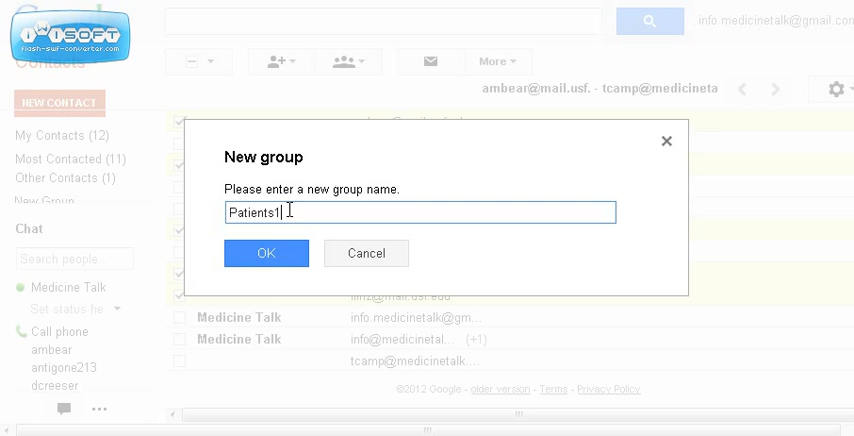 iWiSOFT
flash-swf-converter.com
info.medicinetalk@gmail.com
Contacts
More
ambear@mail.usf. - tcamp@medicineta
NEW CONTACT
My Contacts (12)
Most Contacted (11)
Other Contacts (1)
New Group
Chat
Search people...
Medicine Talk
Set status he
Call phone
ambear
antigone213
dcreeser
New group
Please enter a new group name.
Patients1
OK
Cancel
Medicine Talk info.medicinetalk@gm...
Medicine Talk info@medicinetal... (+1)
tcamp@medicinetalk....
©2012 Google - older version - Terms - Privacy Policy